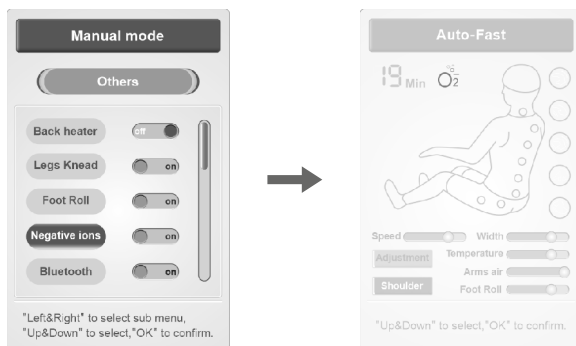 Manual mode
Others
Back heater off
Legs Knead on
Foot Roll on
Negative ions on
Bluetooth on
"Left&Right" to select sub menu,
"Up&Down" to select,"OK" to confirm.
Auto-Fast
19 Min O2
Speed Width
Adjustment Temperature
Arms air
Shoulder Foot Roll
"Up&Down" to select,"OK" to confirm.